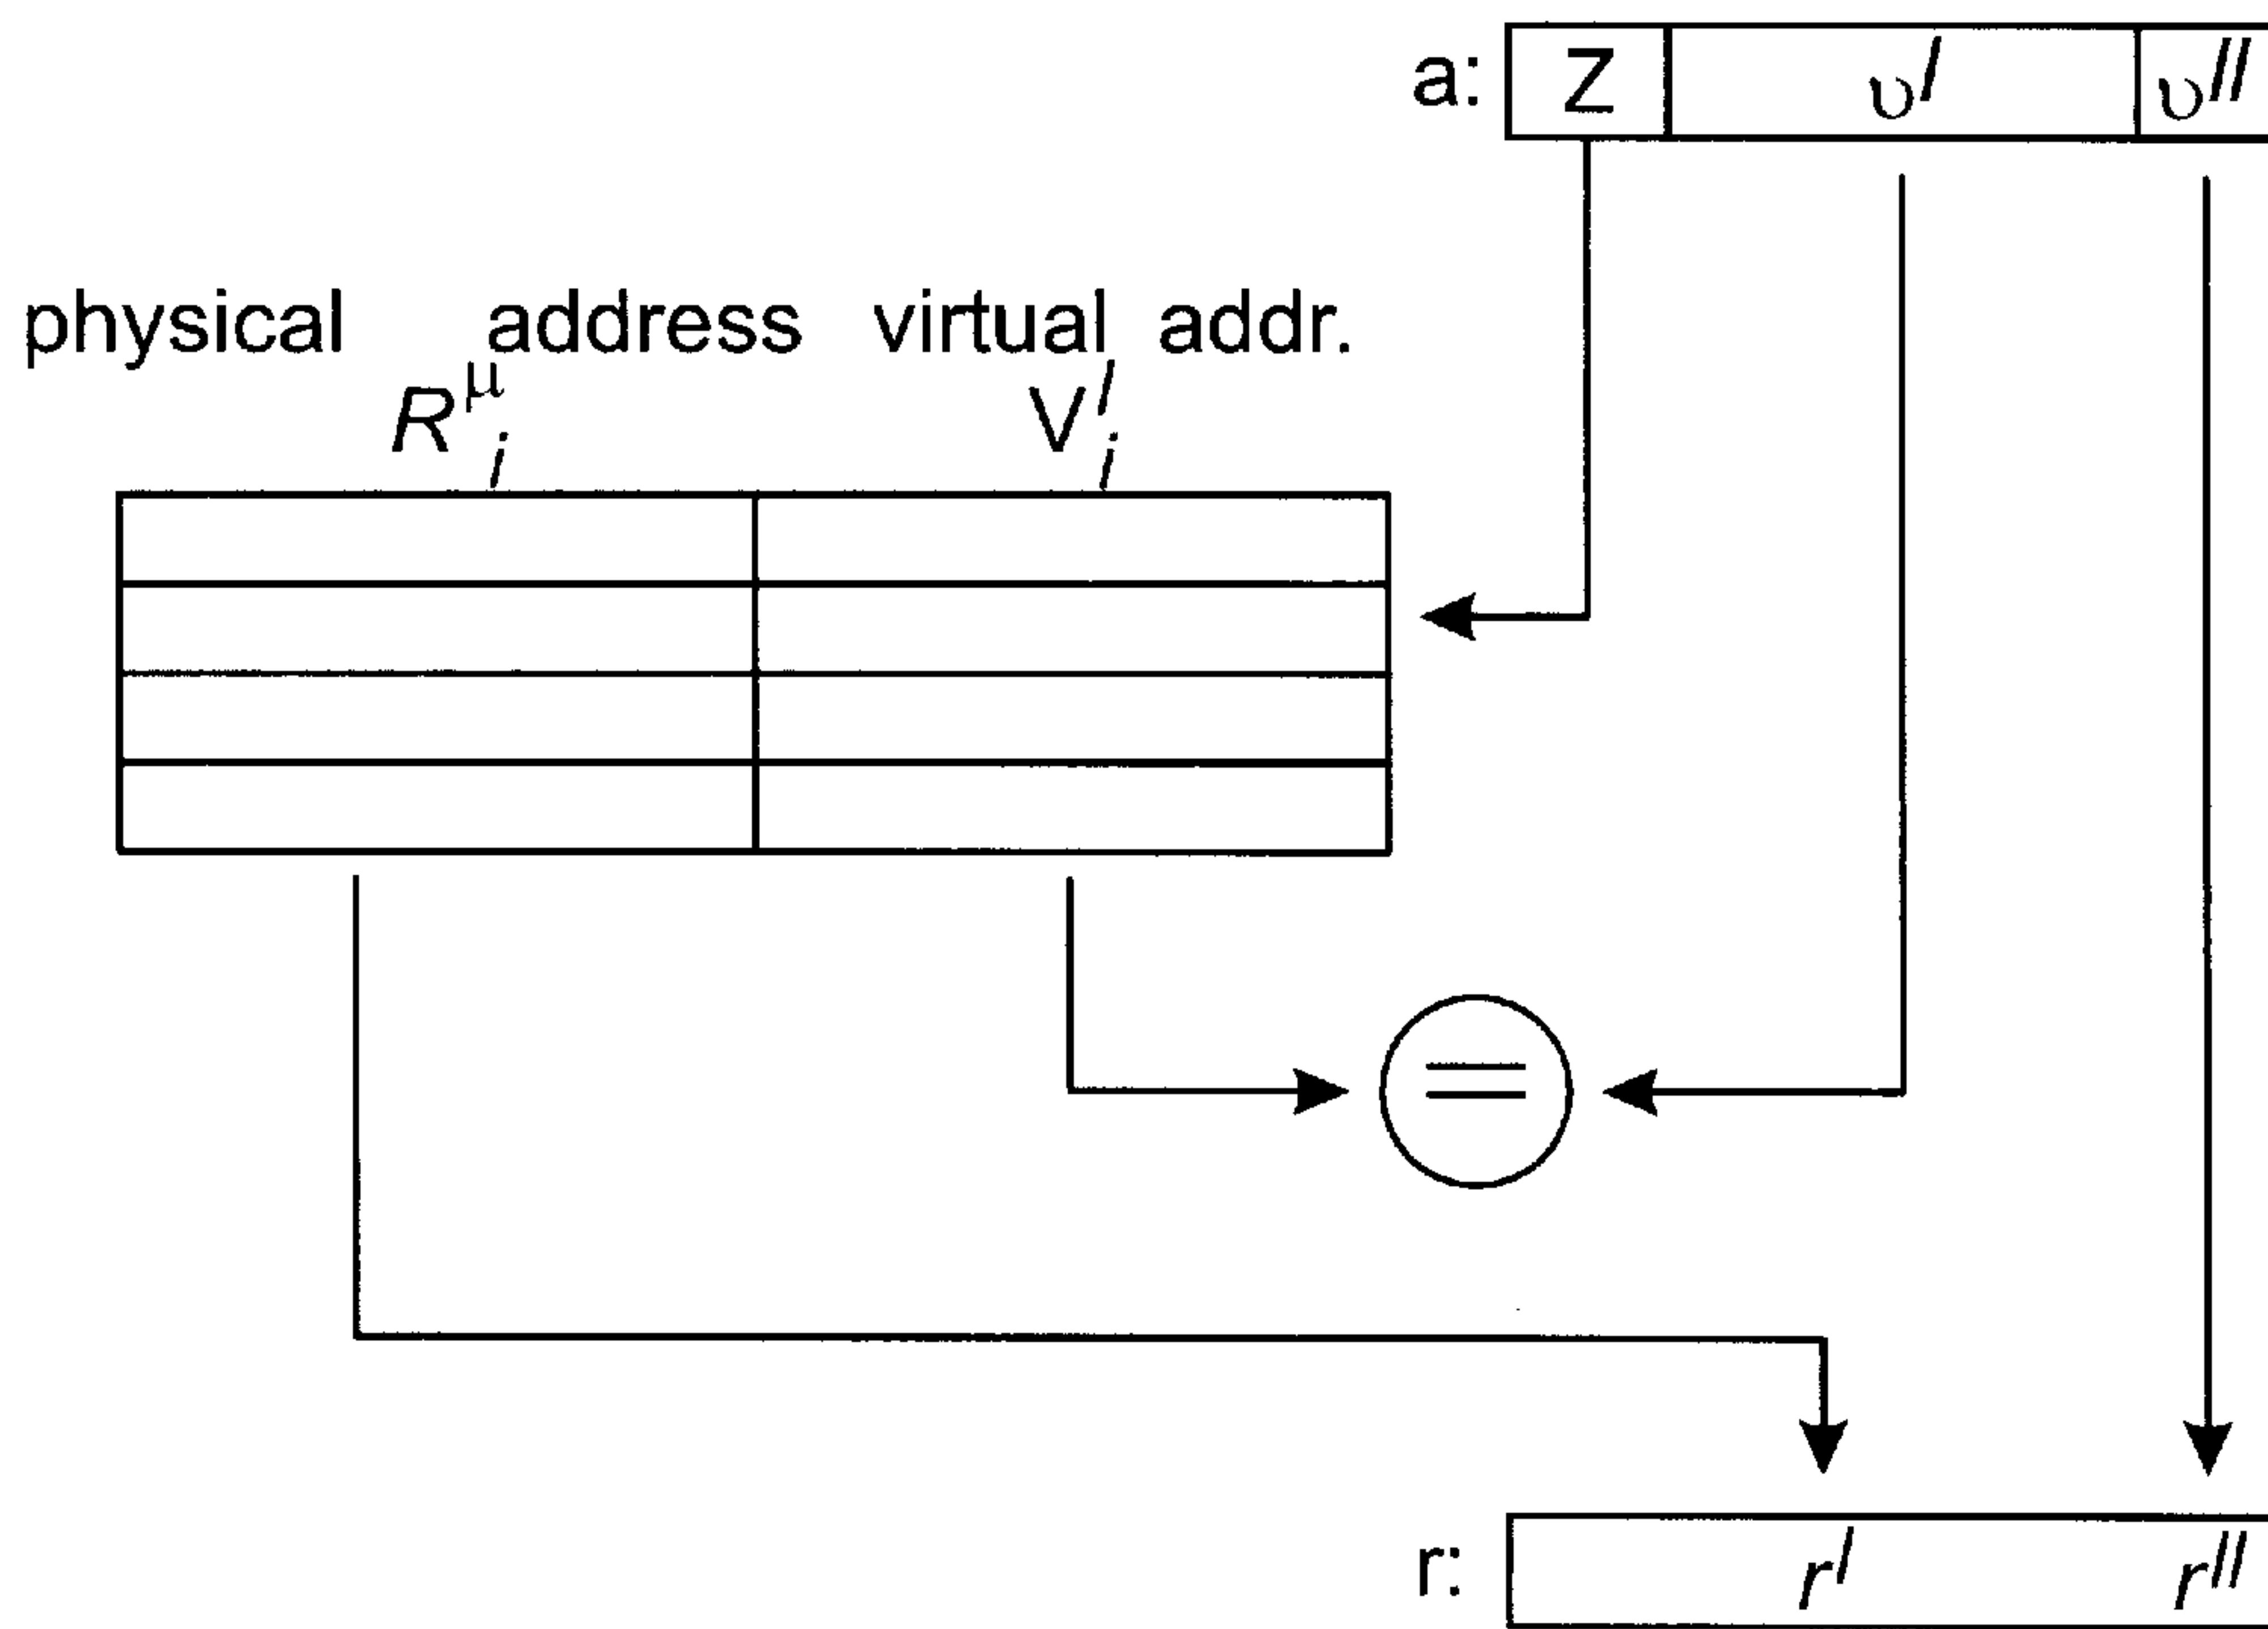 a: Z υ′ υ″
physical address virtual addr.
R^μ_i V′_i
=
r: r′ r″